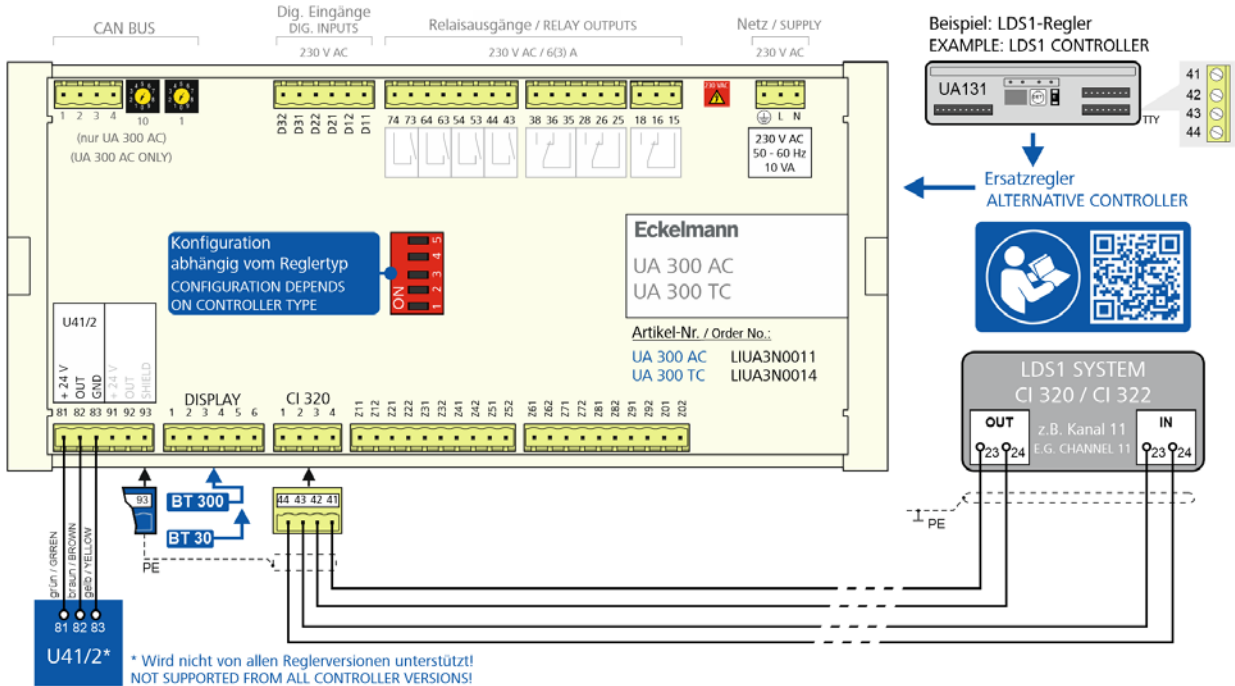 CAN BUS
Dig. Eingänge
DIG. INPUTS
230 V AC
Relaisausgänge / RELAY OUTPUTS
230 V AC / 6(3) A
Netz / SUPPLY
230 V AC
1 2 3 4
10
1
(nur UA 300 AC)
(UA 300 AC ONLY)
D32 D31 D22 D21 D12 D11
74 73 64 63 54 53 44 43
38 36 35 28 26 25
18 16 15
230 VAC
L N
230 V AC
50 - 60 Hz
10 VA
Beispiel: LDS1-Regler
EXAMPLE: LDS1 CONTROLLER
UA131
SET
TTY
41
42
43
44
Ersatzregler
ALTERNATIVE CONTROLLER
Konfiguration
abhängig vom Reglertyp
CONFIGURATION DEPENDS
ON CONTROLLER TYPE
ON
1 2 3 4 5
Eckelmann
UA 300 AC
UA 300 TC
Artikel-Nr. / Order No.:
UA 300 AC LIUA3N0011
UA 300 TC LIUA3N0014
U41/2
+ 24 V
OUT
GND
+ 24 V
OUT
SHIELD
81 82 83 91 92 93
DISPLAY
1 2 3 4 5 6
CI 320
1 2 3 4
Z11 Z12 Z21 Z22 Z31 Z32 Z41 Z42 Z51 Z52
Z61 Z62 Z71 Z72 Z81 Z82 Z91 Z92 Z01 Z02
LDS1 SYSTEM
CI 320 / CI 322
OUT
23 24
z.B. Kanal 11
E.G. CHANNEL 11
IN
23 24
PE
93
BT 300
BT 30
44 43 42 41
PE
grün / GRREN
braun / BROWN
gelb / YELLOW
81 82 83
U41/2*
* Wird nicht von allen Reglerversionen unterstützt!
NOT SUPPORTED FROM ALL CONTROLLER VERSIONS!